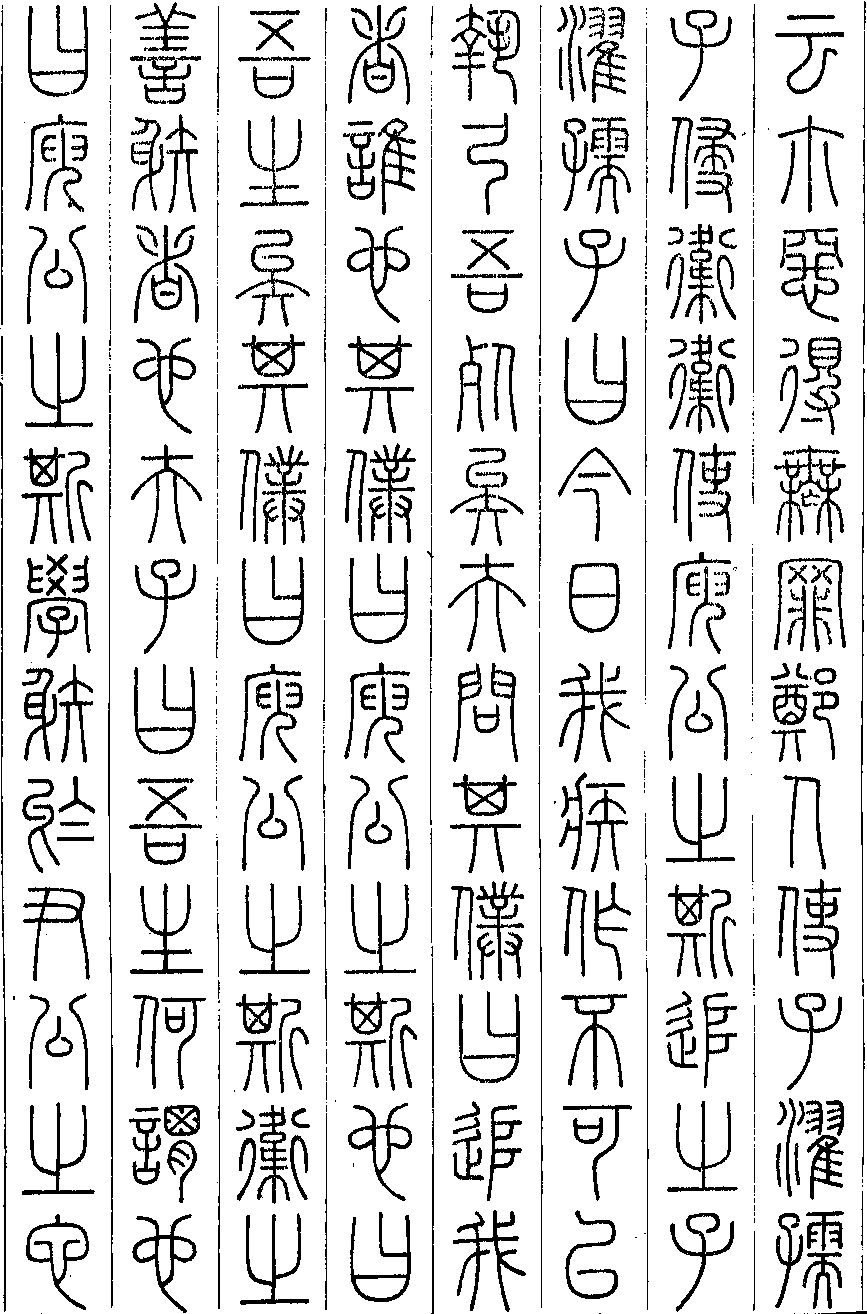 云尒惡得無罪鄭人使子濯孺
子侵衛衛使庾公之斯追之子
濯孺子曰今日我疾作不可以
執弓吾死矣夫問其僕曰追我
者誰也其僕曰庾公之斯也曰
吾生矣其僕曰庾公之斯衛之
善射者也夫子曰吾生何謂也
曰庾公之斯學射於尹公之他